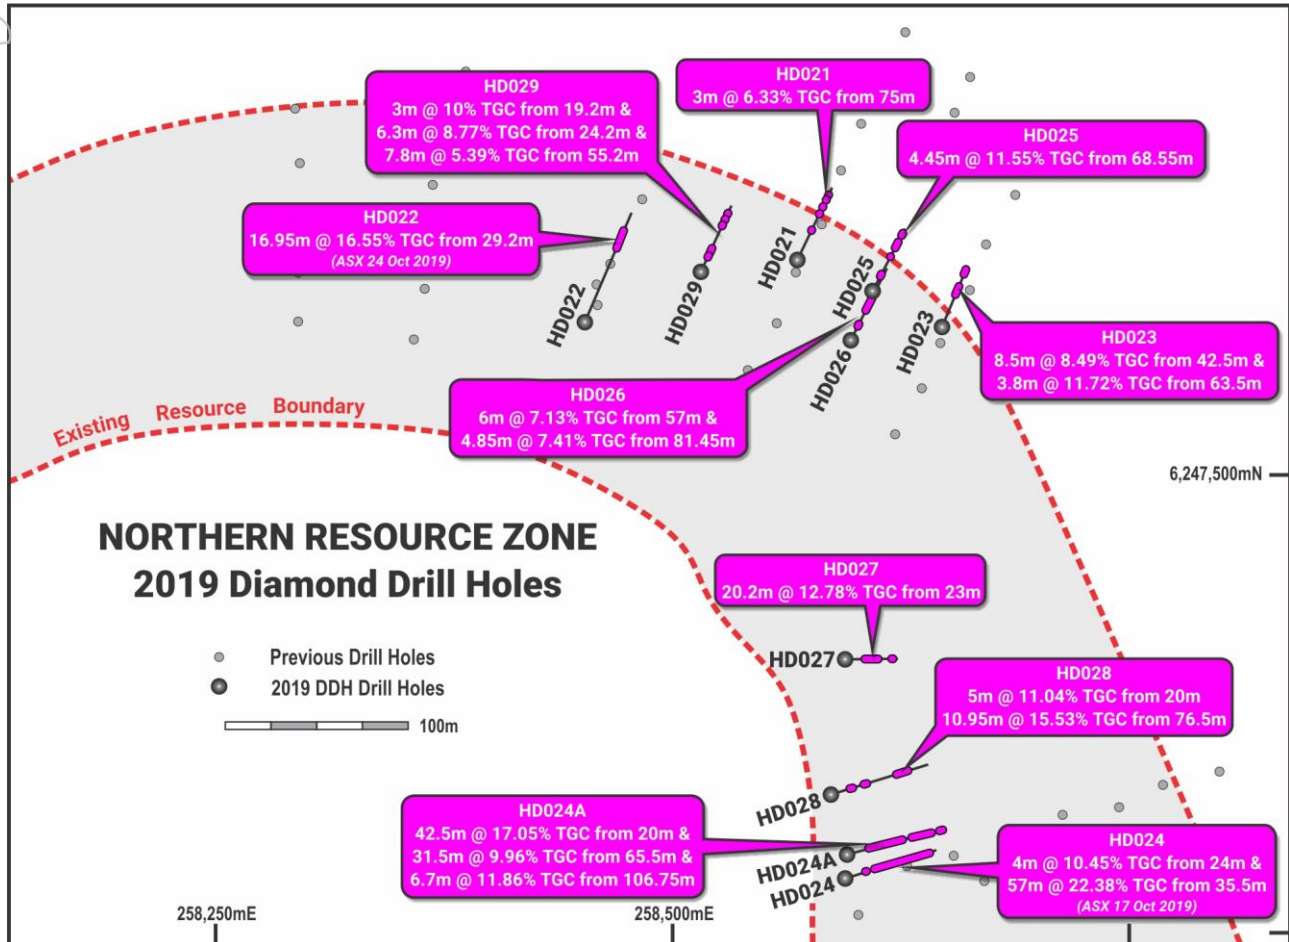 HD029
3m @ 10% TGC from 19.2m &
6.3m @ 8.77% TGC from 24.2m &
7.8m @ 5.39% TGC from 55.2m
HD021
3m @ 6.33% TGC from 75m
HD025
4.45m @ 11.55% TGC from 68.55m
HD022
16.95m @ 16.55% TGC from 29.2m
(ASX 24 Oct 2019)
HD022
HD029
HD021
HD025
HD026
HD023
HD023
8.5m @ 8.49% TGC from 42.5m &
3.8m @ 11.72% TGC from 63.5m
HD026
6m @ 7.13% TGC from 57m &
4.85m @ 7.41% TGC from 81.45m
Existing Resource Boundary
6,247,500mN
NORTHERN RESOURCE ZONE
2019 Diamond Drill Holes
HD027
20.2m @ 12.78% TGC from 23m
HD027
Previous Drill Holes
2019 DDH Drill Holes
100m
HD028
5m @ 11.04% TGC from 20m
10.95m @ 15.53% TGC from 76.5m
HD028
HD024A
42.5m @ 17.05% TGC from 20m &
31.5m @ 9.96% TGC from 65.5m &
6.7m @ 11.86% TGC from 106.75m
HD024A
HD024
HD024
4m @ 10.45% TGC from 24m &
57m @ 22.38% TGC from 35.5m
(ASX 17 Oct 2019)
258,250mE
258,500mE